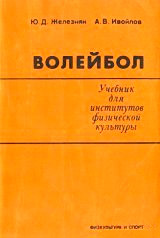 Ю. Д. Железняк   А. В. Ивойлов
ВОЛЕЙБОЛ
Учебник
для
институтов
физической
культуры
ФИЗКУЛЬТУРА И СПОРТ